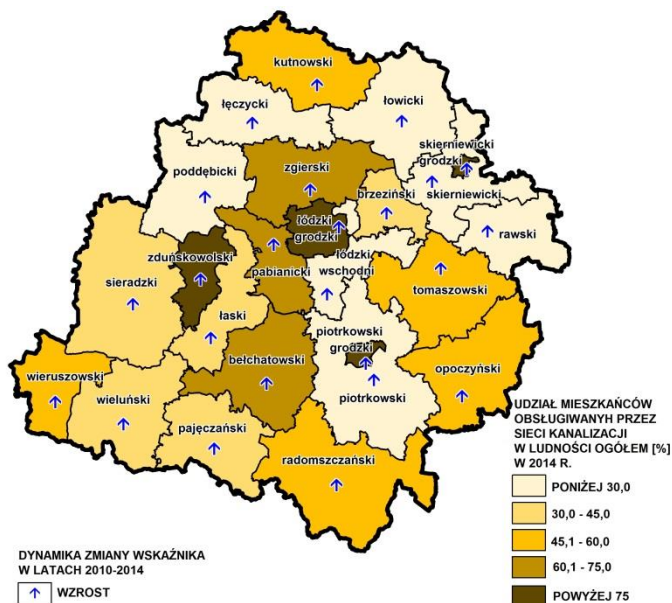 kutnowski
łęczycki
łowicki
skierniewicki
grodzki
skierniewicki
poddębicki
zgierski
brzeziński
rawski
łódzki
grodzki
łódzki
wschodni
zduńskowolski
pabianicki
sieradzki
tomaszowski
łaski
piotrkowski
grodzki
bełchatowski
opoczyński
wieruszowski
wieluński
piotrkowski
pajęczański
radomszczański
UDZIAŁ MIESZKAŃCÓW
OBSŁUGIWANYH PRZEZ
SIECI KANALIZACJI
W LUDNOŚCI OGÓŁEM [%]
W 2014 R.
PONIŻEJ 30,0
30,0 - 45,0
45,1 - 60,0
60,1 - 75,0
POWYŻEJ 75
DYNAMIKA ZMIANY WSKAŹNIKA
W LATACH 2010-2014
WZROST